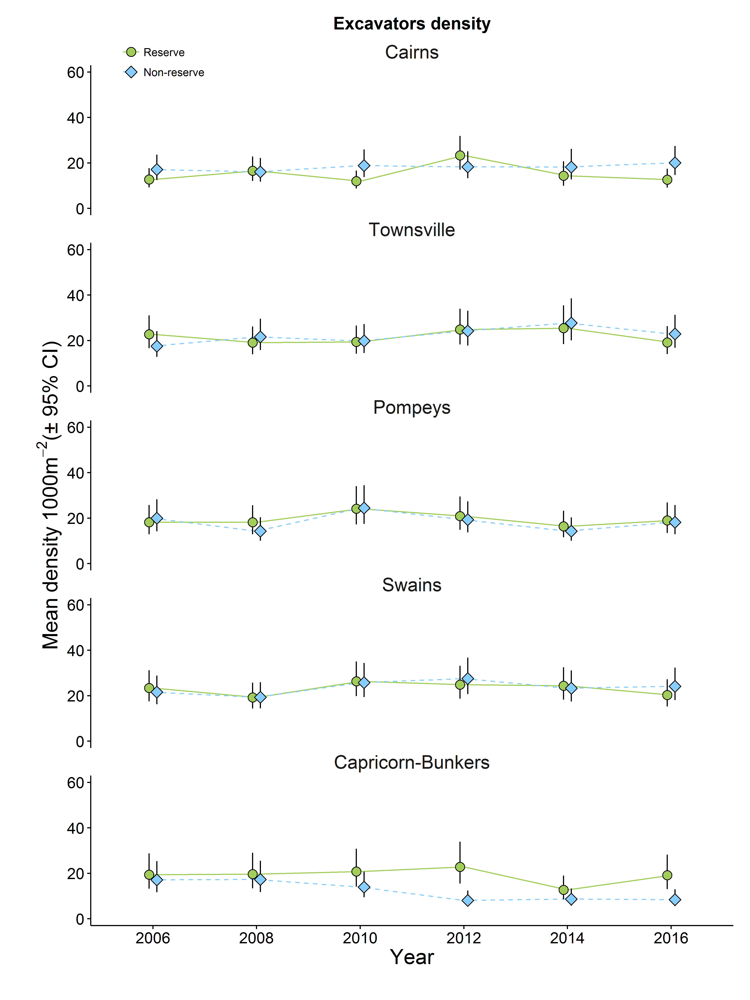 Excavators density
Cairns
Reserve
Non-reserve
60
40
20
0
Townsville
60
40
20
0
Pompeys
60
40
20
0
Swains
60
40
20
0
Capricorn-Bunkers
60
40
20
0
Mean density 1000m⁻²(± 95% CI)
2006 2008 2010 2012 2014 2016
Year